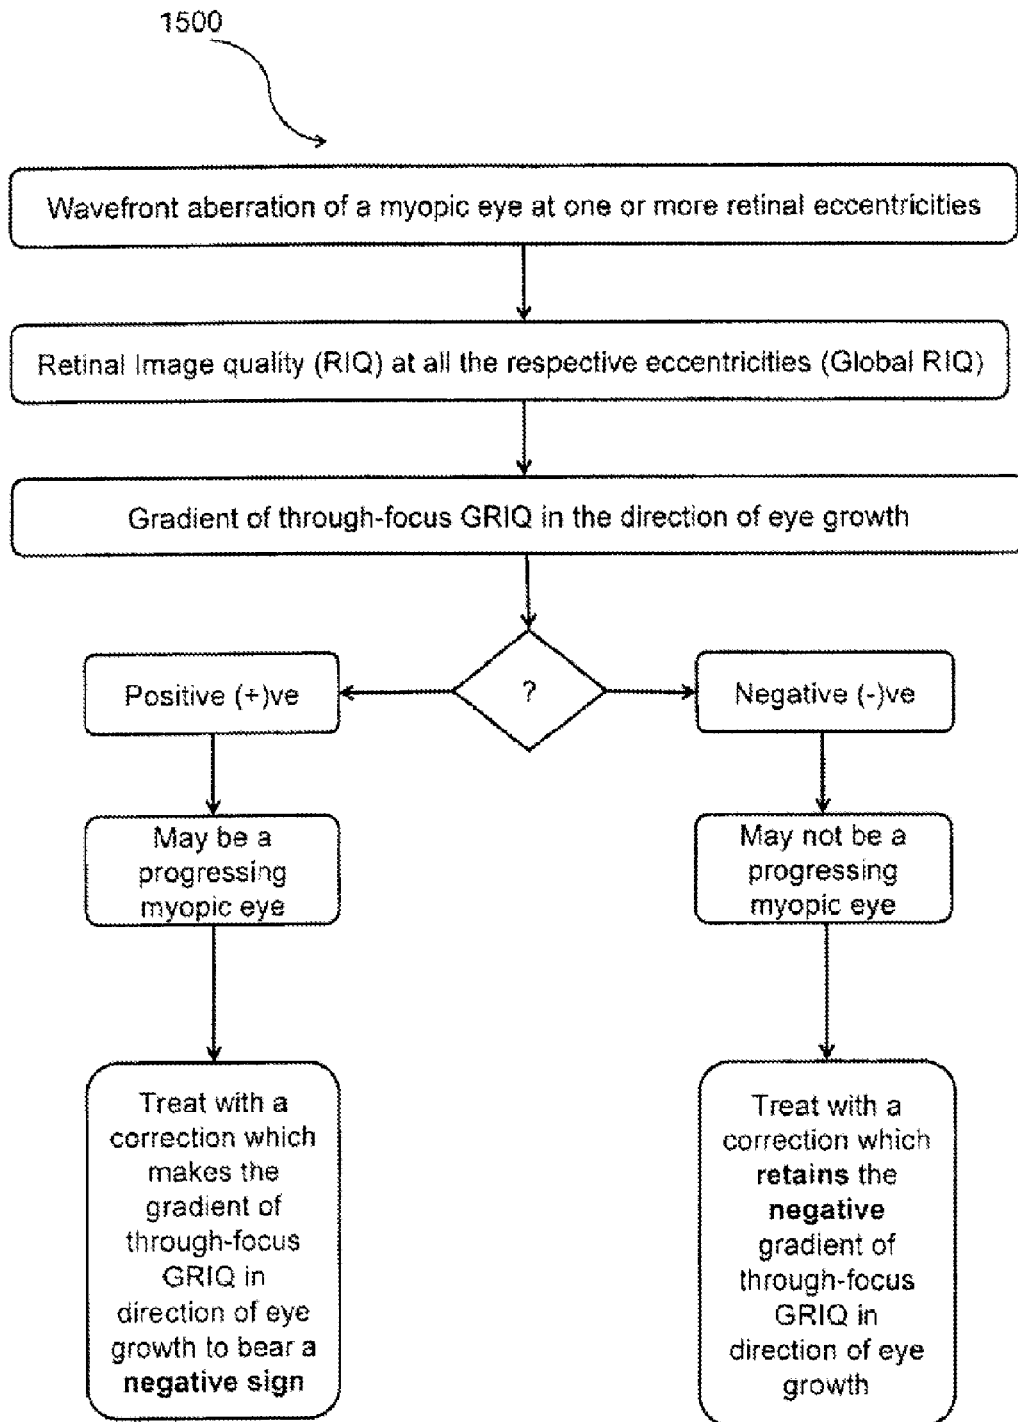 1500
Wavefront aberration of a myopic eye at one or more retinal eccentricities
Retinal Image quality (RIQ) at all the respective eccentricities (Global RIQ)
Gradient of through-focus GRIQ in the direction of eye growth
?
Positive (+)ve
Negative (-)ve
May be a
progressing
myopic eye
May not be a
progressing
myopic eye
Treat with a
correction which
makes the
gradient of
through-focus
GRIQ in
direction of eye
growth to bear a
negative sign
Treat with a
correction which
retains the
negative
gradient of
through-focus
GRIQ in
direction of eye
growth